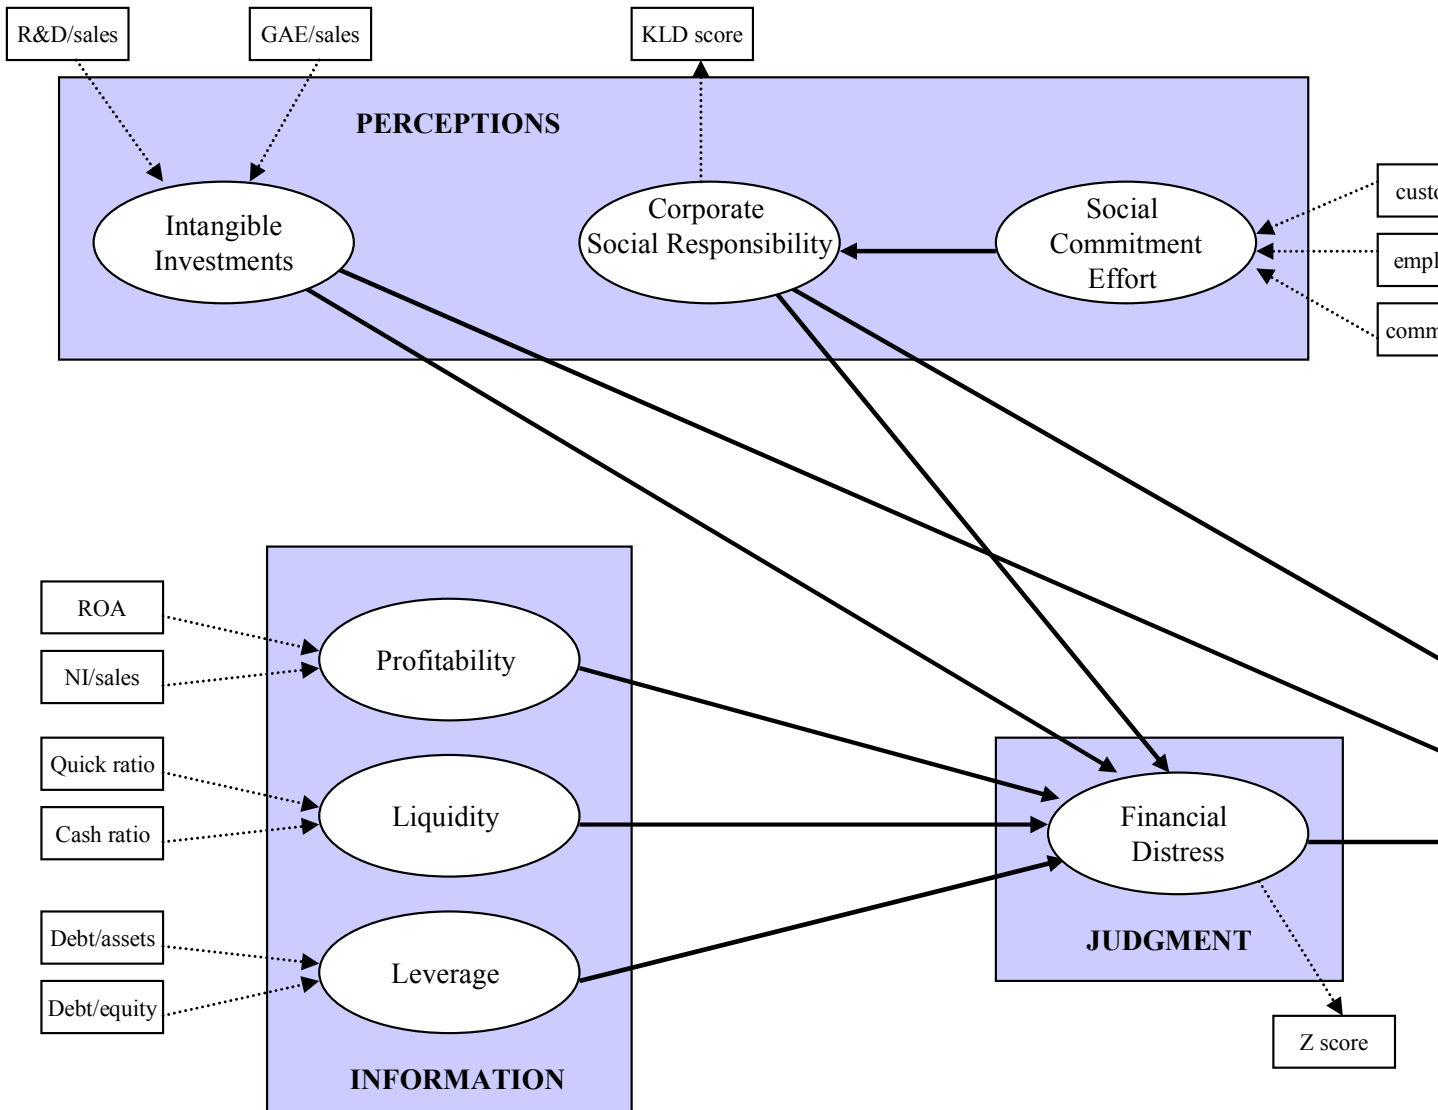 R&D/sales
GAE/sales
KLD score
PERCEPTIONS
Intangible
Investments
Corporate
Social Responsibility
Social
Commitment
Effort
ROA
NI/sales
Profitability
Quick ratio
Cash ratio
Liquidity
Debt/assets
Debt/equity
Leverage
INFORMATION
Financial
Distress
JUDGMENT
Z score